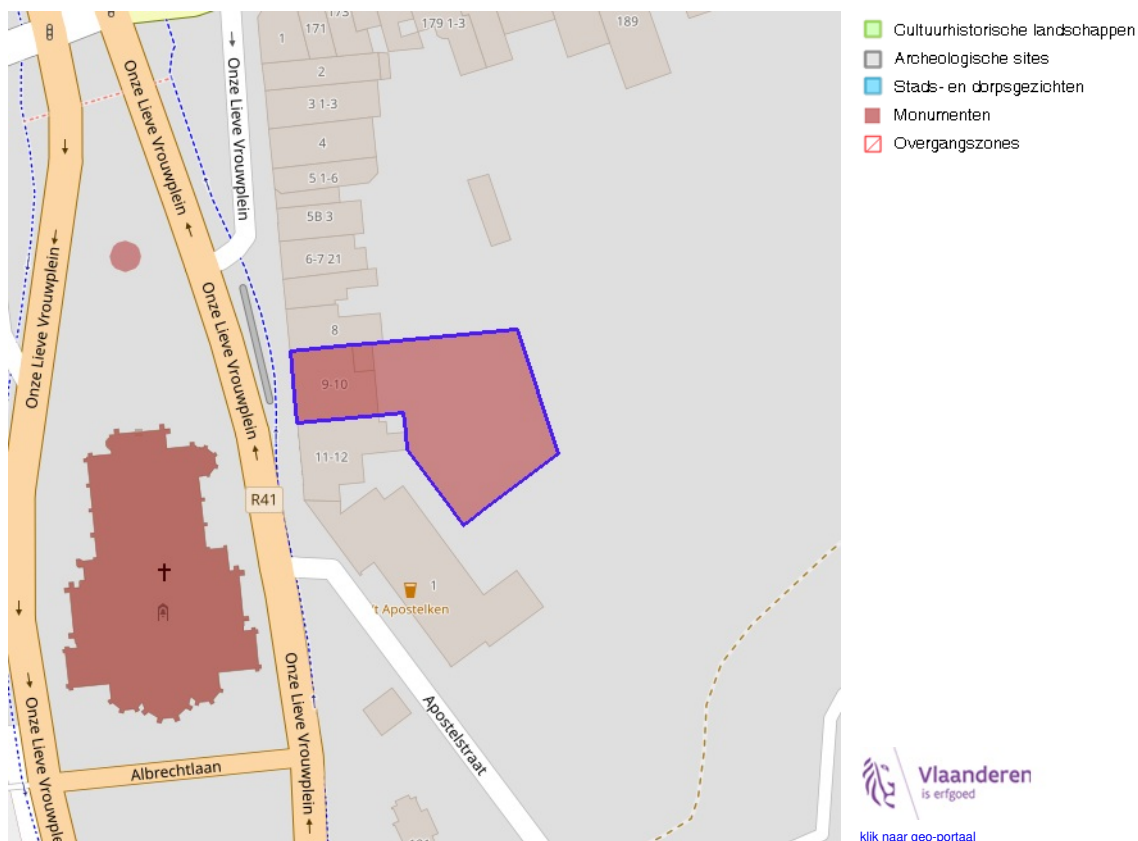 171
173
179 1-3
189
1
2
3 1-3
4
5 1-6
5B 3
6-7 21
8
9-10
11-12
Onze Lieve Vrouwplein
Onze Lieve Vrouwplein
Onze Lieve Vrouwplein
Onze Lieve Vrouwplein
Onze Lieve Vrouwplein
R41
1
't Apostelken
Onze Lieve Vrouwplein
Onze Lieve Vrouwple
Apostelstraat
Albrechtlaan
Cultuurhistorische landschappen
Archeologische sites
Stads- en dorpsgezichten
Monumenten
Overgangszones
Vlaanderen
is erfgoed
klik naar geo-portaal